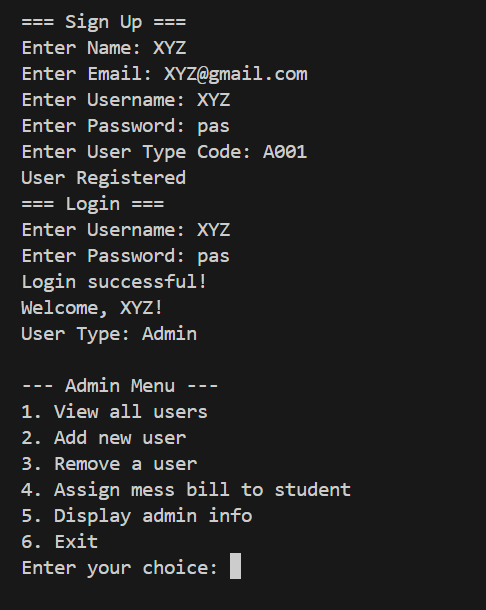 === Sign Up ===
Enter Name: XYZ
Enter Email: XYZ@gmail.com
Enter Username: XYZ
Enter Password: pas
Enter User Type Code: A001
User Registered
=== Login ===
Enter Username: XYZ
Enter Password: pas
Login successful!
Welcome, XYZ!
User Type: Admin

--- Admin Menu ---
1. View all users
2. Add new user
3. Remove a user
4. Assign mess bill to student
5. Display admin info
6. Exit
Enter your choice: